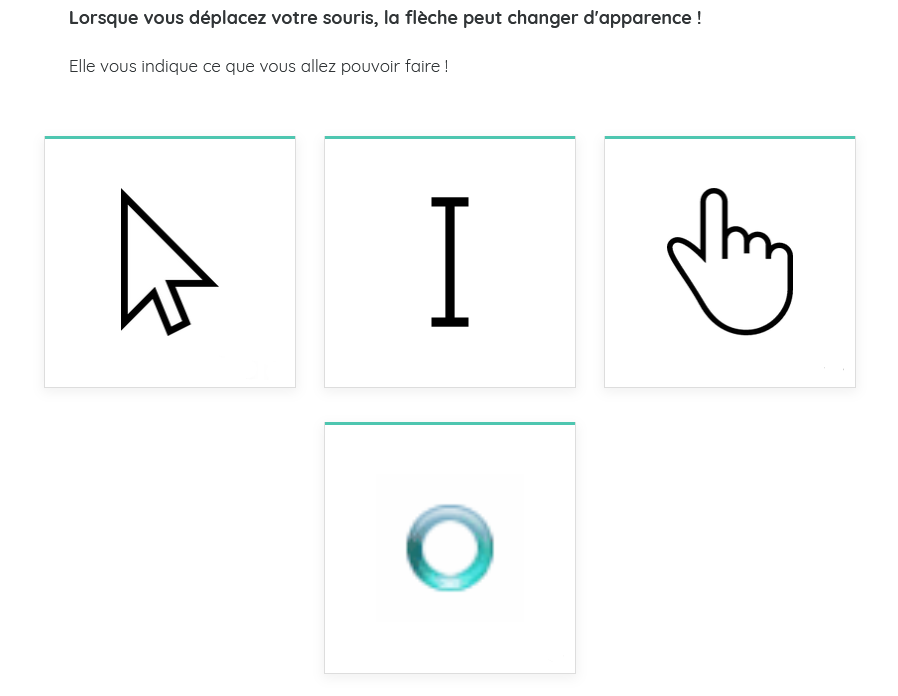 Lorsque vous déplacez votre souris, la flèche peut changer d'apparence !
Elle vous indique ce que vous allez pouvoir faire !